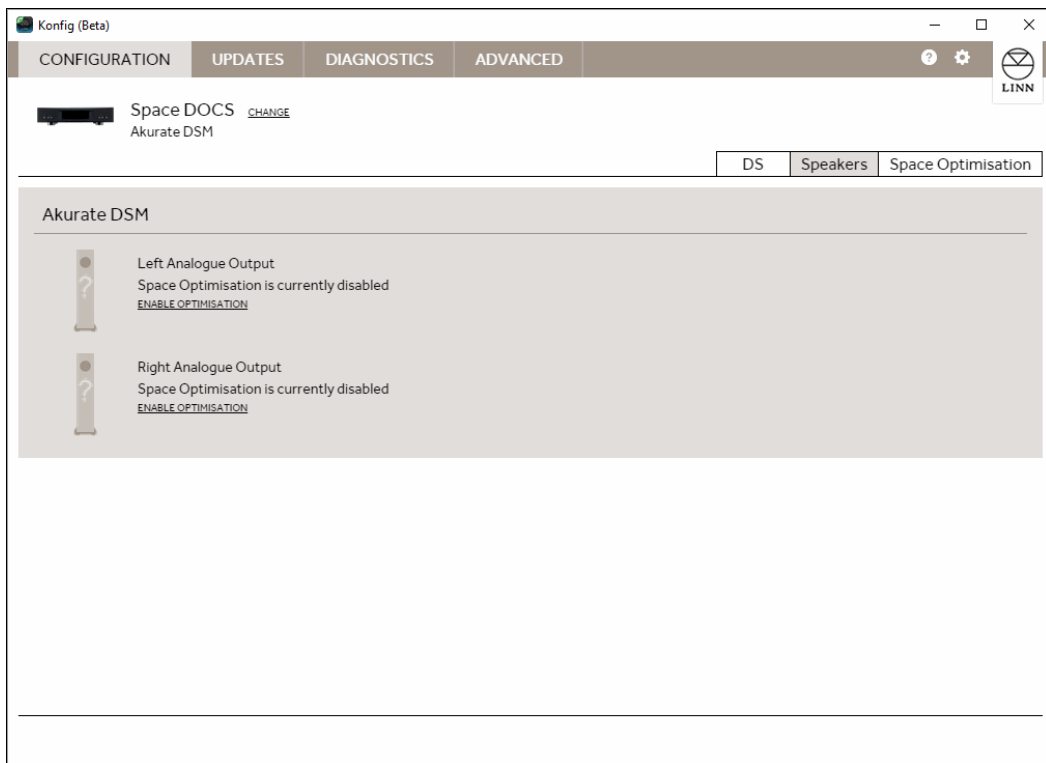 Konfig (Beta)
CONFIGURATION UPDATES DIAGNOSTICS ADVANCED
LINN
Space DOCS CHANGE
Akurate DSM
DS Speakers Space Optimisation
Akurate DSM
Left Analogue Output
Space Optimisation is currently disabled
ENABLE OPTIMISATION
Right Analogue Output
Space Optimisation is currently disabled
ENABLE OPTIMISATION